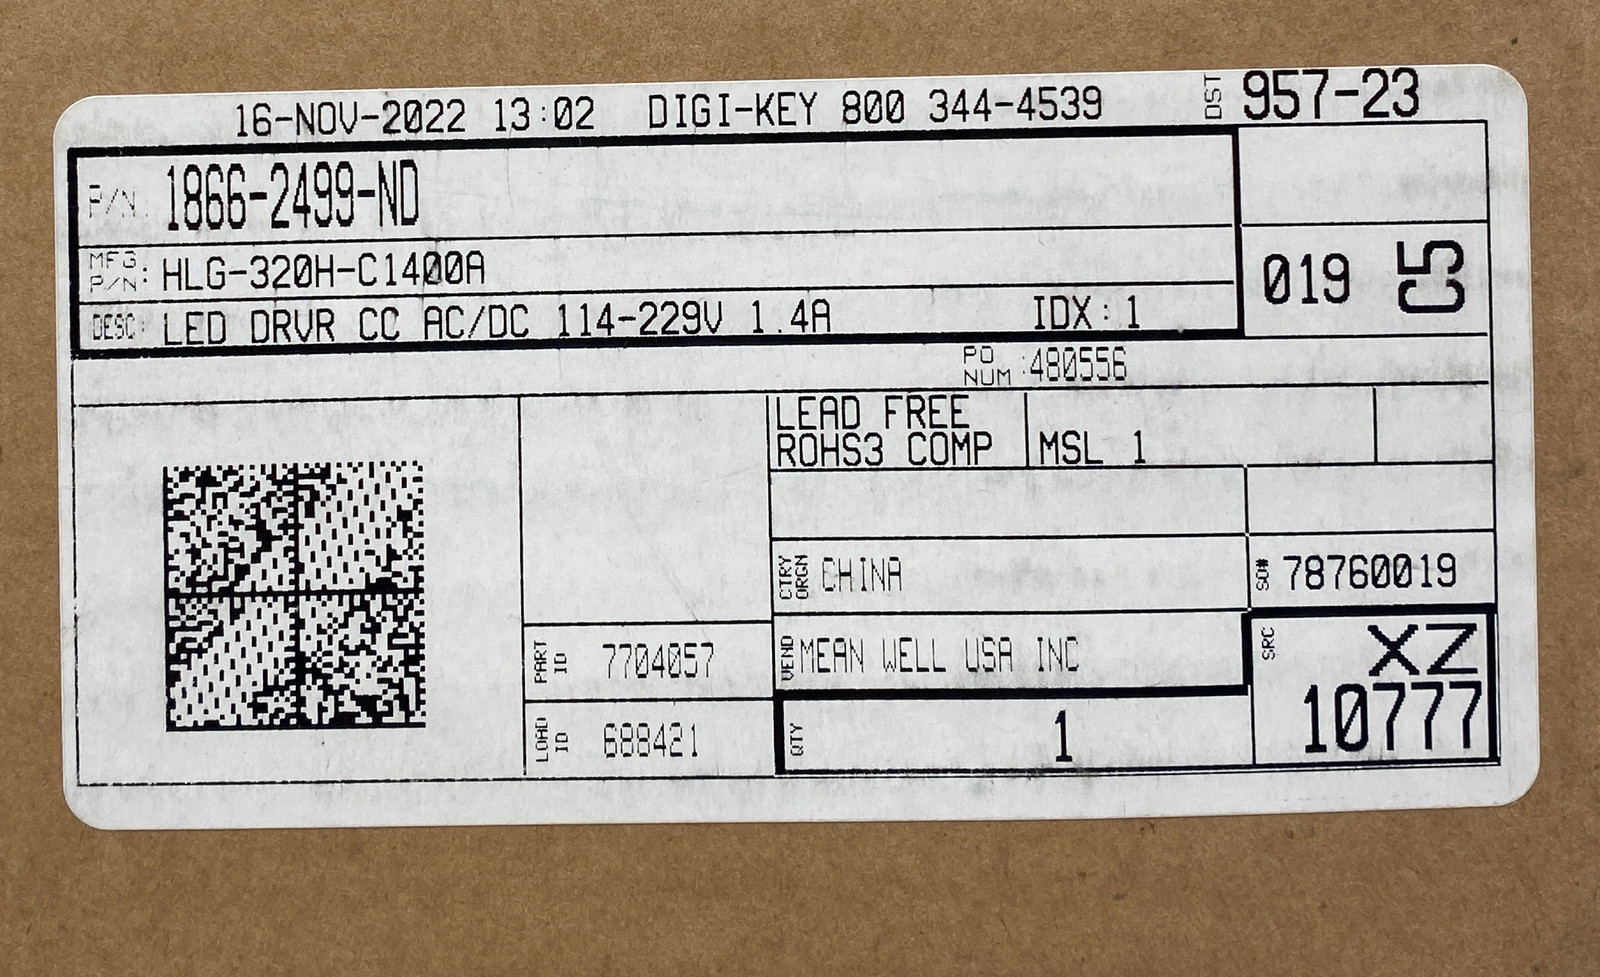 16-NOV-2022 13:02 DIGI-KEY 800 344-4539 DST 957-23
P/N: 1866-2499-ND
MFG P/N: HLG-320H-C1400A
019 C5
DESC: LED DRVR CC AC/DC 114-229V 1.4A IDX: 1
PO NUM :480556
LEAD FREE
ROHS3 COMP MSL 1
CTRY ORGN CHINA
SO# 78760019
PART ID 7704057
VEND MEAN WELL USA INC
SRC XZ
10777
LOAD ID 688421
QTY 1